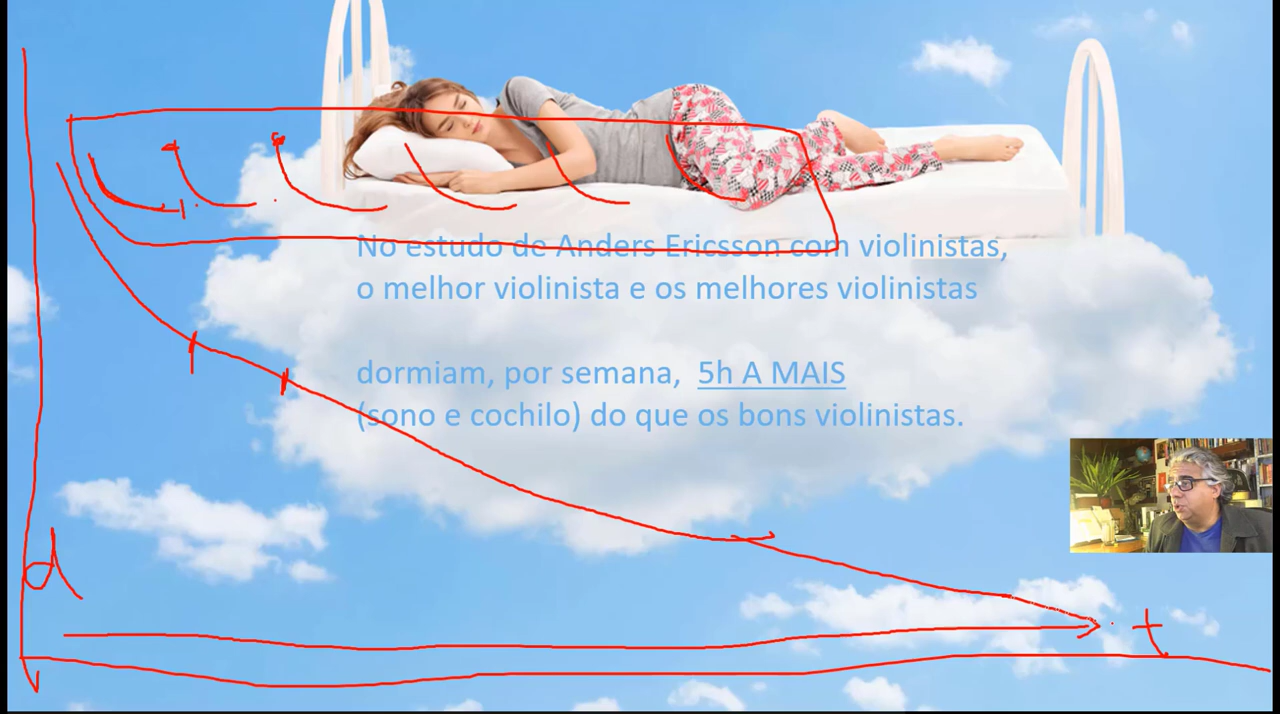 No estudo de Anders Ericsson com violinistas,
o melhor violinista e os melhores violinistas
dormiam, por semana, 5h A MAIS
(sono e cochilo) do que os bons violinistas.
d
t